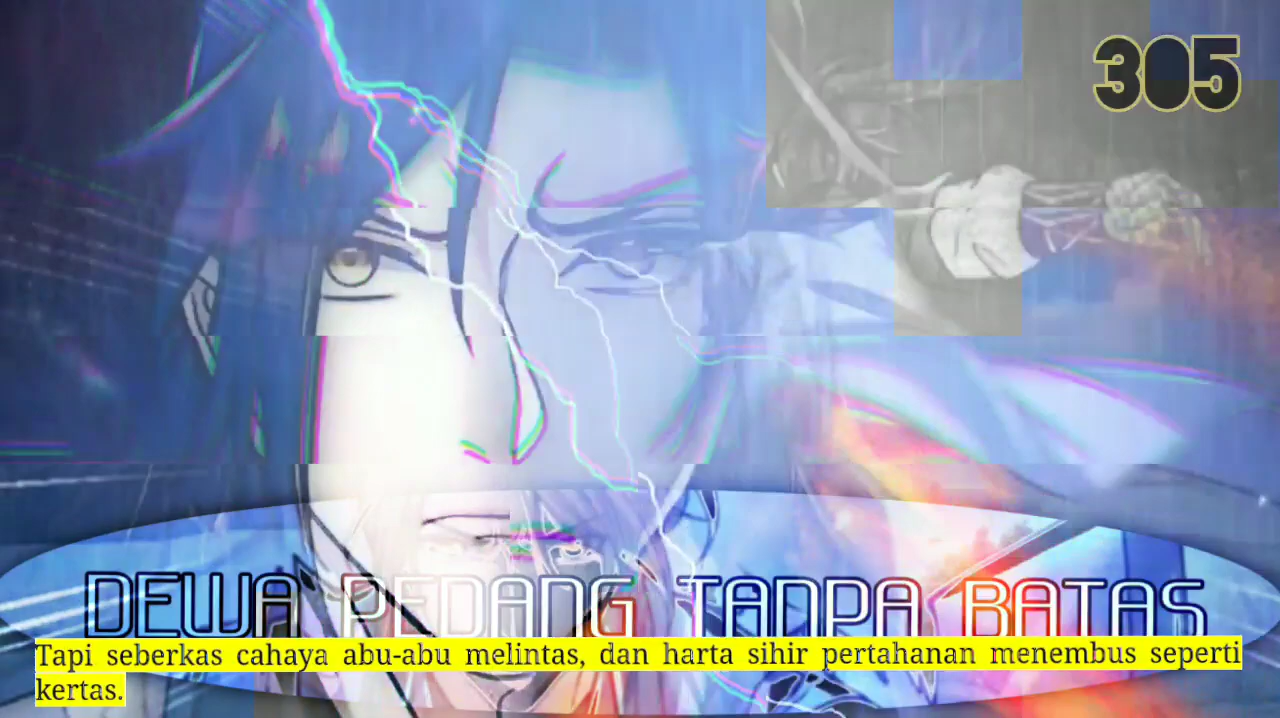 305
DEWA PEDANG TANPA BATAS
Tapi seberkas cahaya abu-abu melintas, dan harta sihir pertahanan menembus seperti
kertas.